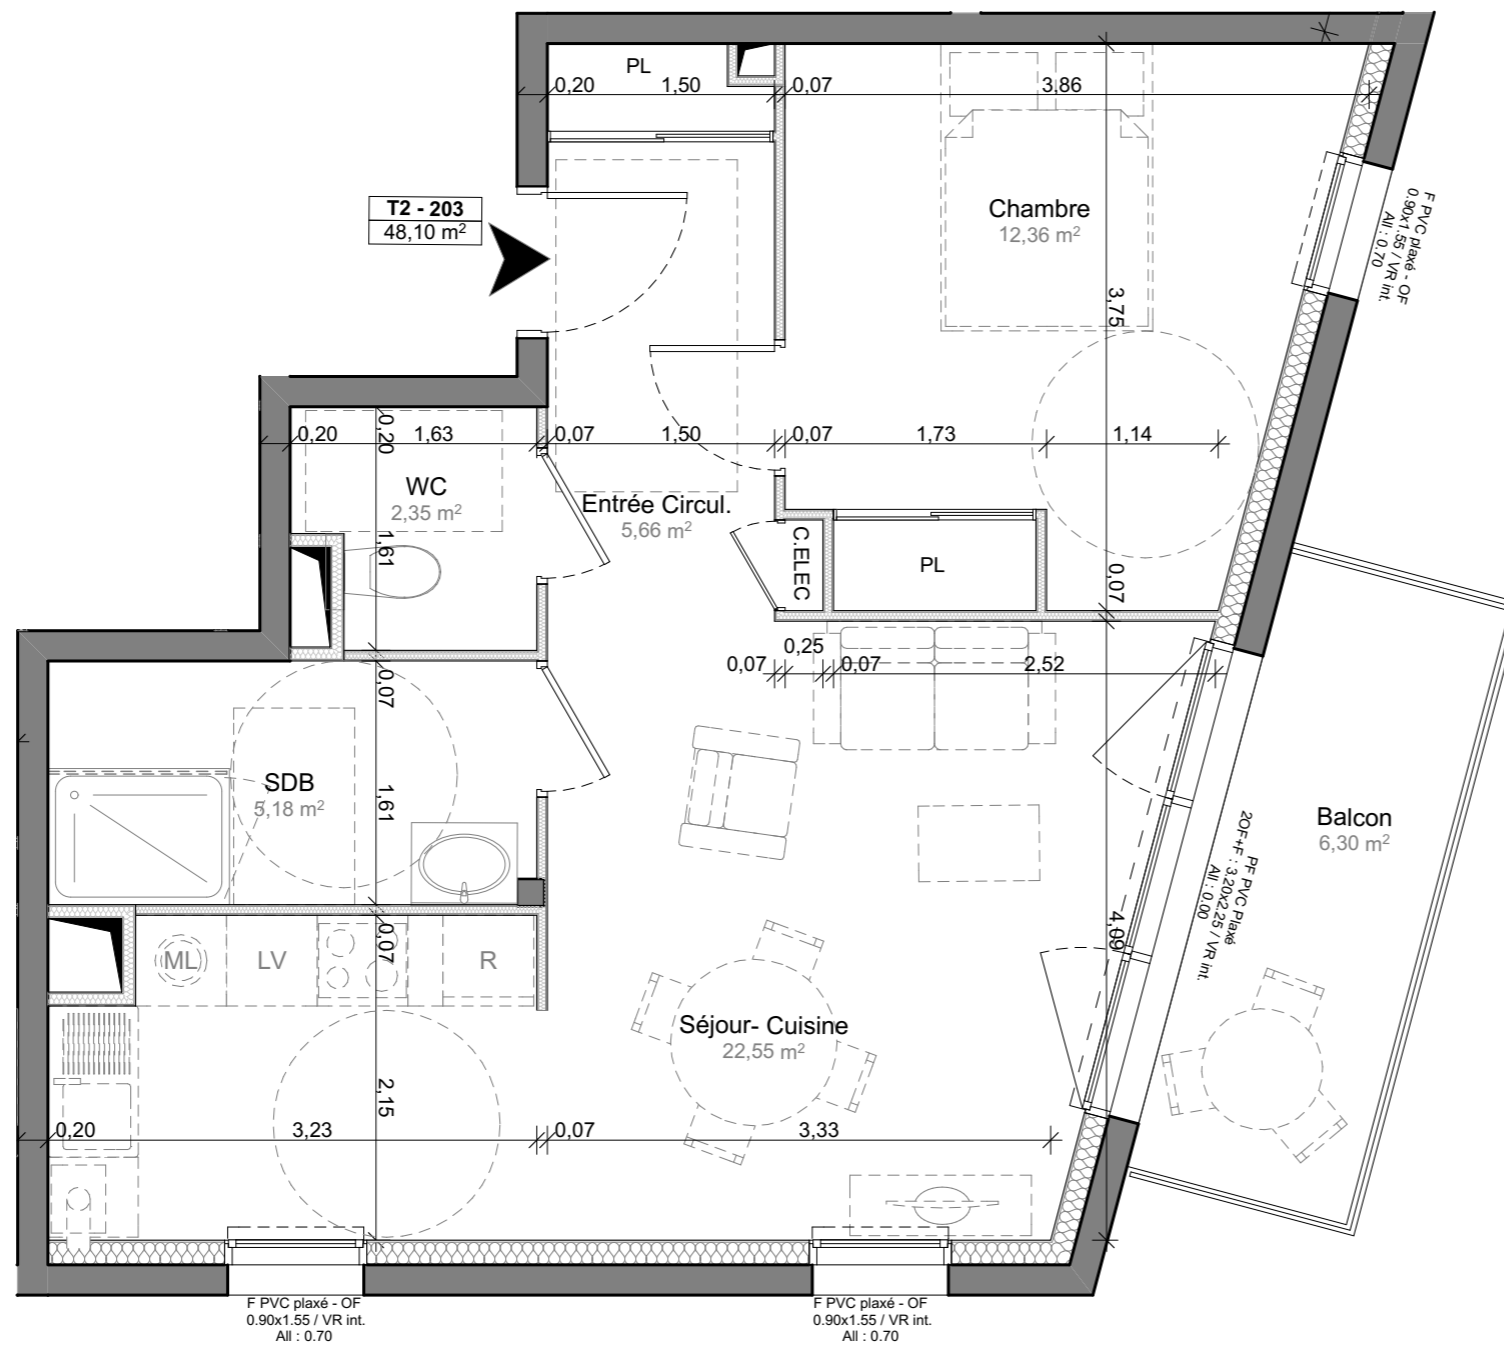 PL
0,20
1,50
0,07
3,86
T2 - 203
48,10 m²
Chambre
12,36 m²
F PVC plaxé - OF
0.90x1.55 / VR int.
All : 0.70
3,75
0,20
1,63
0,20
0,07
1,50
0,07
1,73
1,14
WC
2,35 m²
Entrée Circul.
5,66 m²
1,61
C.ELEC
PL
0,07
0,25
0,07
0,07
2,52
0,07
SDB
5,18 m²
1,61
Balcon
6,30 m²
PF PVC Plaxé
2OF+F : 3.20x2.25 / VR int.
All : 0.00
4,09
0,07
ML
LV
R
Séjour- Cuisine
22,55 m²
2,15
0,20
3,23
0,07
3,33
F PVC plaxé - OF
0.90x1.55 / VR int.
All : 0.70
F PVC plaxé - OF
0.90x1.55 / VR int.
All : 0.70